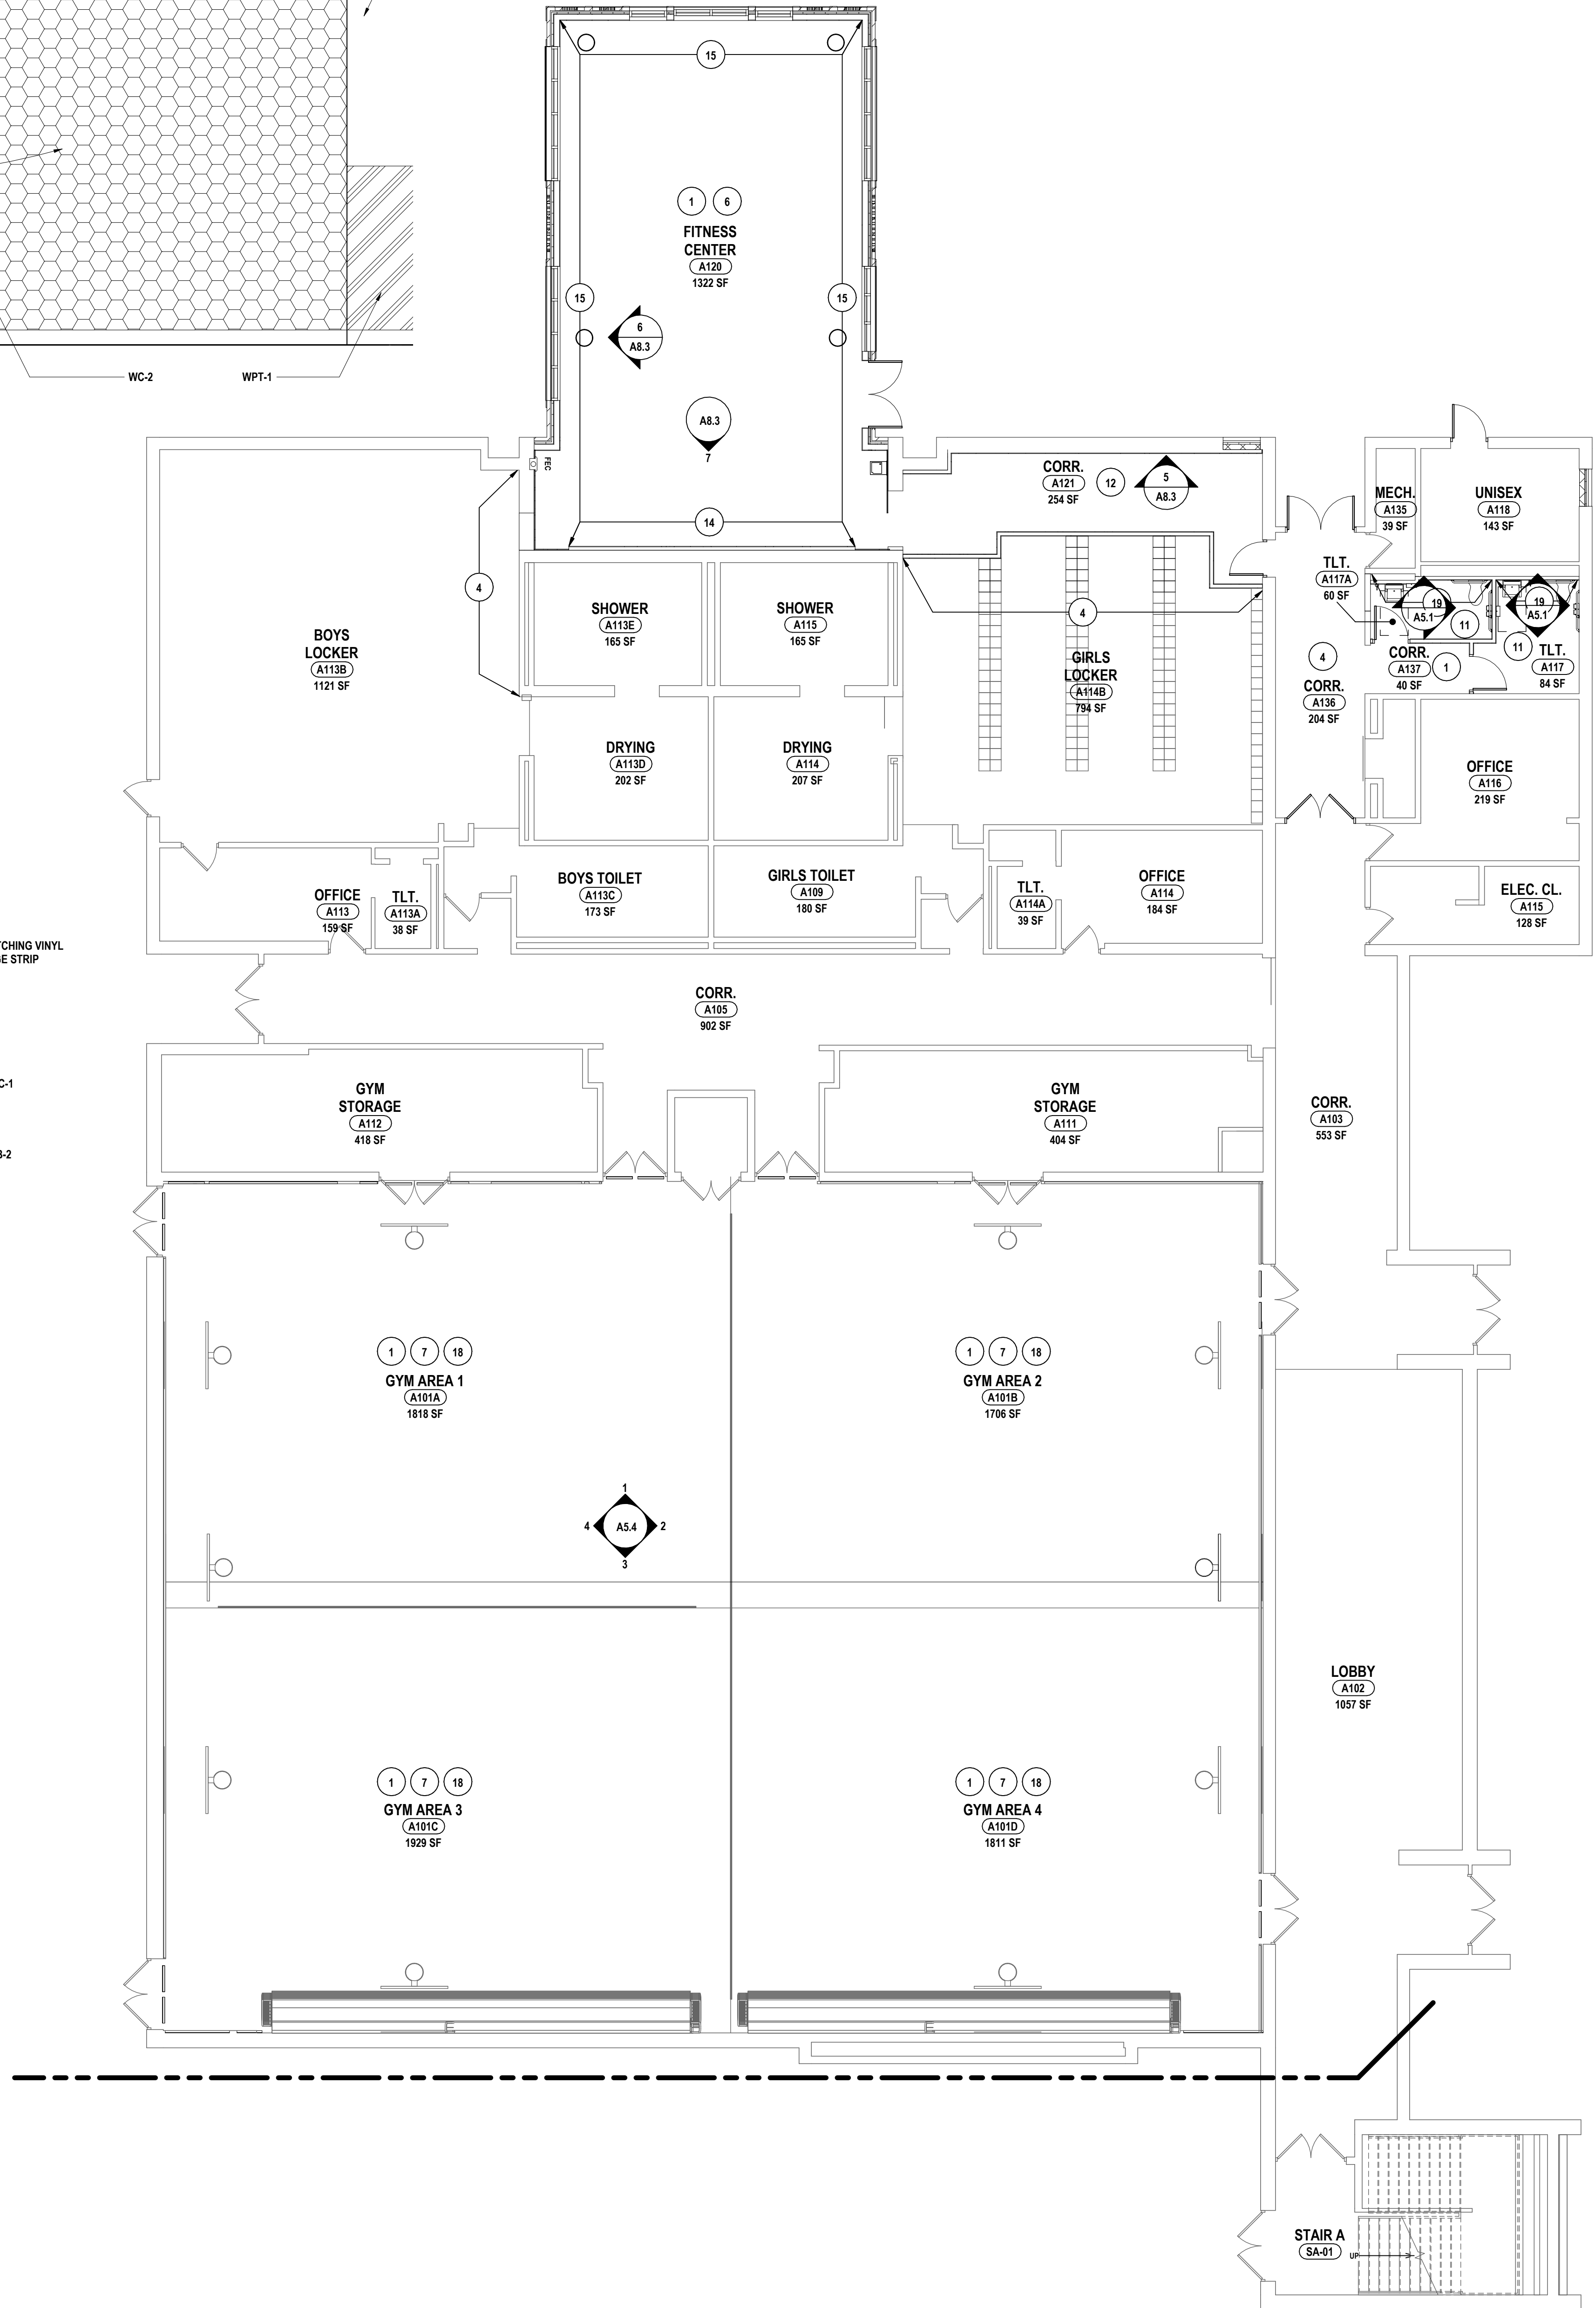 15
1
6
FITNESS
CENTER
A120
1322 SF
15
15
6
A8.3
WC-2
WPT-1
A8.3
7
FEC
CORR.
A121
254 SF
12
5
A8.3
MECH.
A135
39 SF
UNISEX
A118
143 SF
14
4
TLT.
A117A
60 SF
19
A5.1
11
19
A5.1
11
SHOWER
A113E
165 SF
SHOWER
A115
165 SF
4
BOYS
LOCKER
A113B
1121 SF
GIRLS
LOCKER
A114B
794 SF
4
CORR.
A136
204 SF
CORR.
A137
40 SF
1
TLT.
A117
84 SF
DRYING
A113D
202 SF
DRYING
A114
207 SF
OFFICE
A116
219 SF
OFFICE
A113
159 SF
TLT.
A113A
38 SF
BOYS TOILET
A113C
173 SF
GIRLS TOILET
A109
180 SF
TLT.
A114A
39 SF
OFFICE
A114
184 SF
ELEC. CL.
A115
128 SF
TCHING VINYL
GE STRIP
CORR.
A105
902 SF
C-1
GYM
STORAGE
A112
418 SF
GYM
STORAGE
A111
404 SF
CORR.
A103
553 SF
B-2
1 7 18
GYM AREA 1
A101A
1818 SF
1 7 18
GYM AREA 2
A101B
1706 SF
1
4 A5.4 2
3
LOBBY
A102
1057 SF
1 7 18
GYM AREA 3
A101C
1929 SF
1 7 18
GYM AREA 4
A101D
1811 SF
STAIR A
SA-01
UP